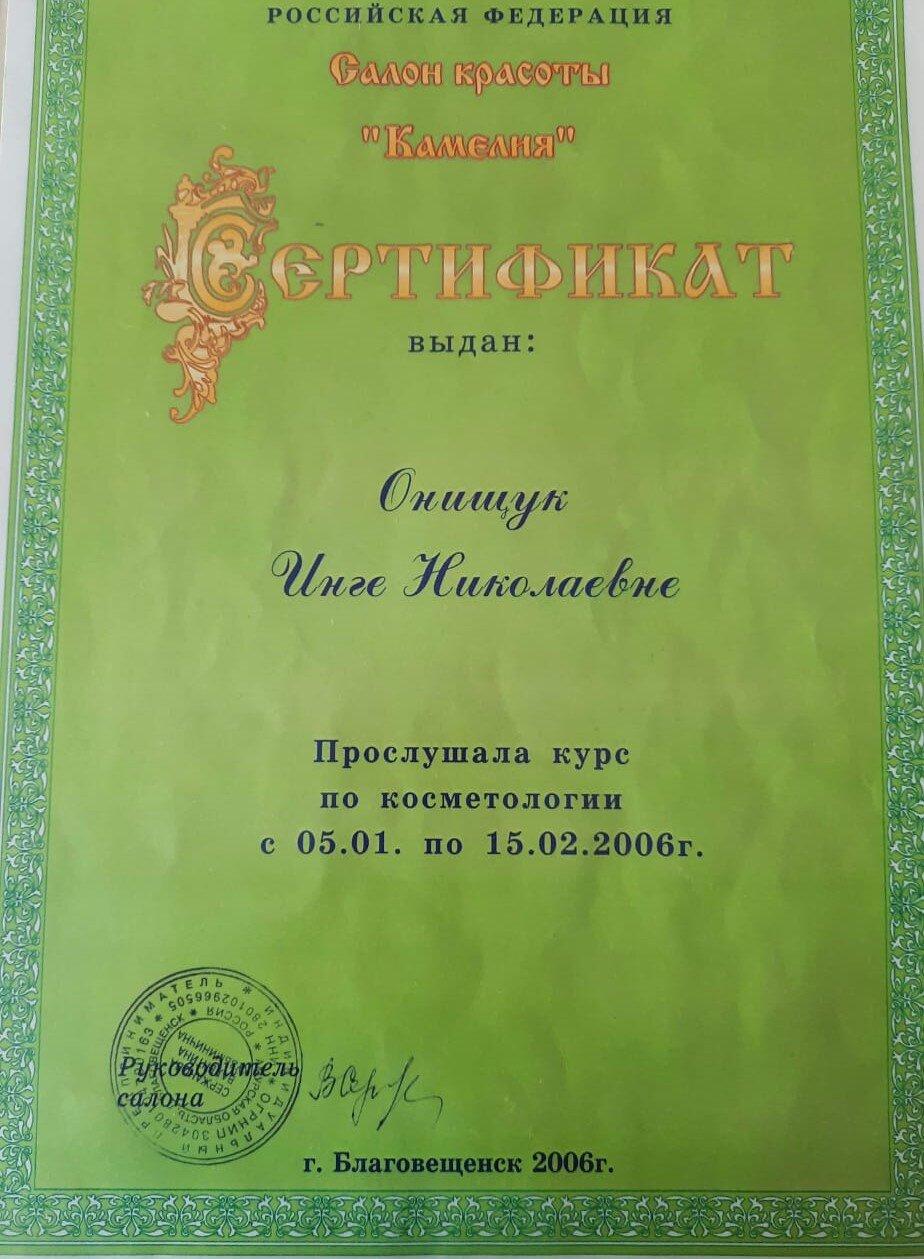 РОССИЙСКАЯ ФЕДЕРАЦИЯ
Салон красоты
"Камелия"
Сертификат
выдан:
Онищук
Инге Николаевне
Прослушала курс
по косметологии
с 05.01. по 15.02.2006г.
Руководитель
салона
г. Благовещенск 2006г.